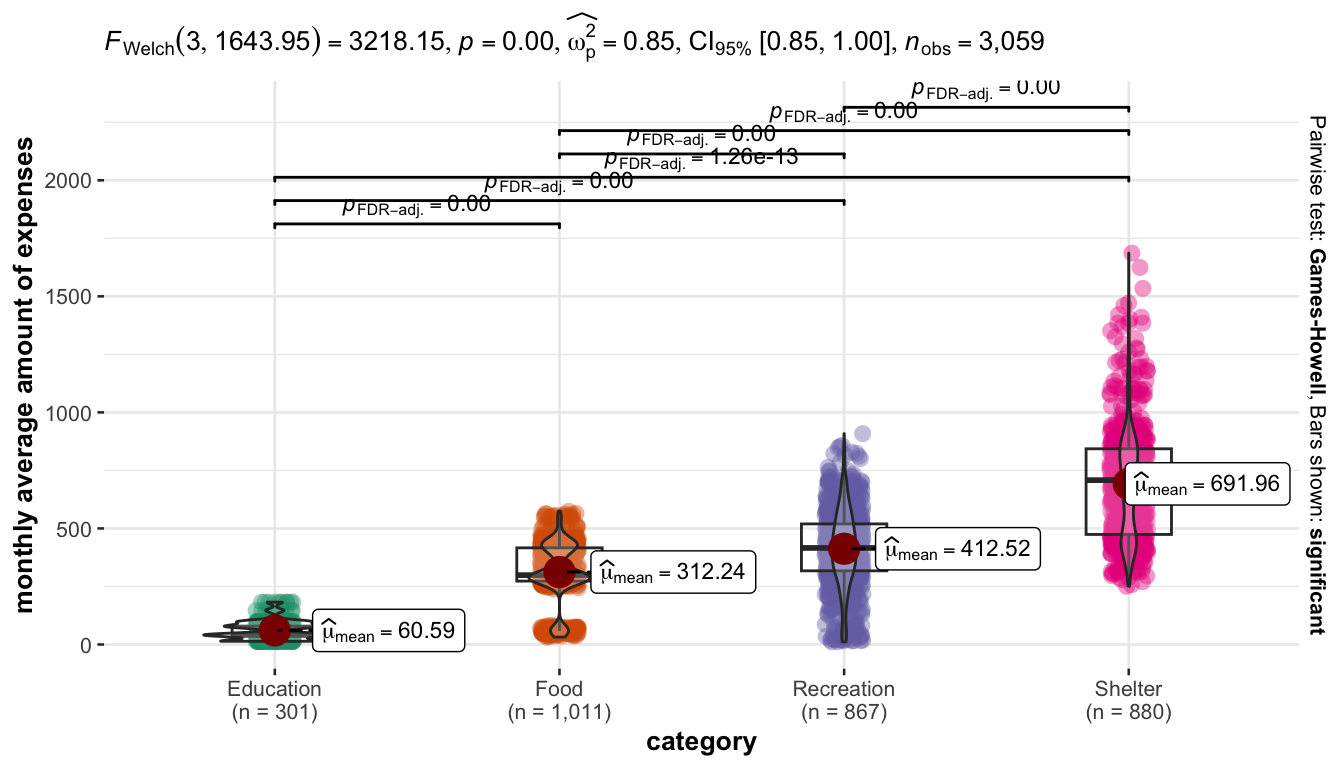 F Welch(3, 1643.95) = 3218.15, p = 0.00, ω̂²p = 0.85, CI95% [0.85, 1.00], nobs = 3,059
pFDR−adj. = 0.00
pFDR−adj. = 0.00
pFDR−adj. = 0.00
pFDR−adj. = 1.26e-13
pFDR−adj. = 0.00
pFDR−adj. = 0.00
monthly average amount of expenses
2000
1500
1000
500
0
μ̂mean = 60.59
μ̂mean = 312.24
μ̂mean = 412.52
μ̂mean = 691.96
Education
(n = 301)
Food
(n = 1,011)
Recreation
(n = 867)
Shelter
(n = 880)
category
Pairwise test: Games-Howell, Bars shown: significant